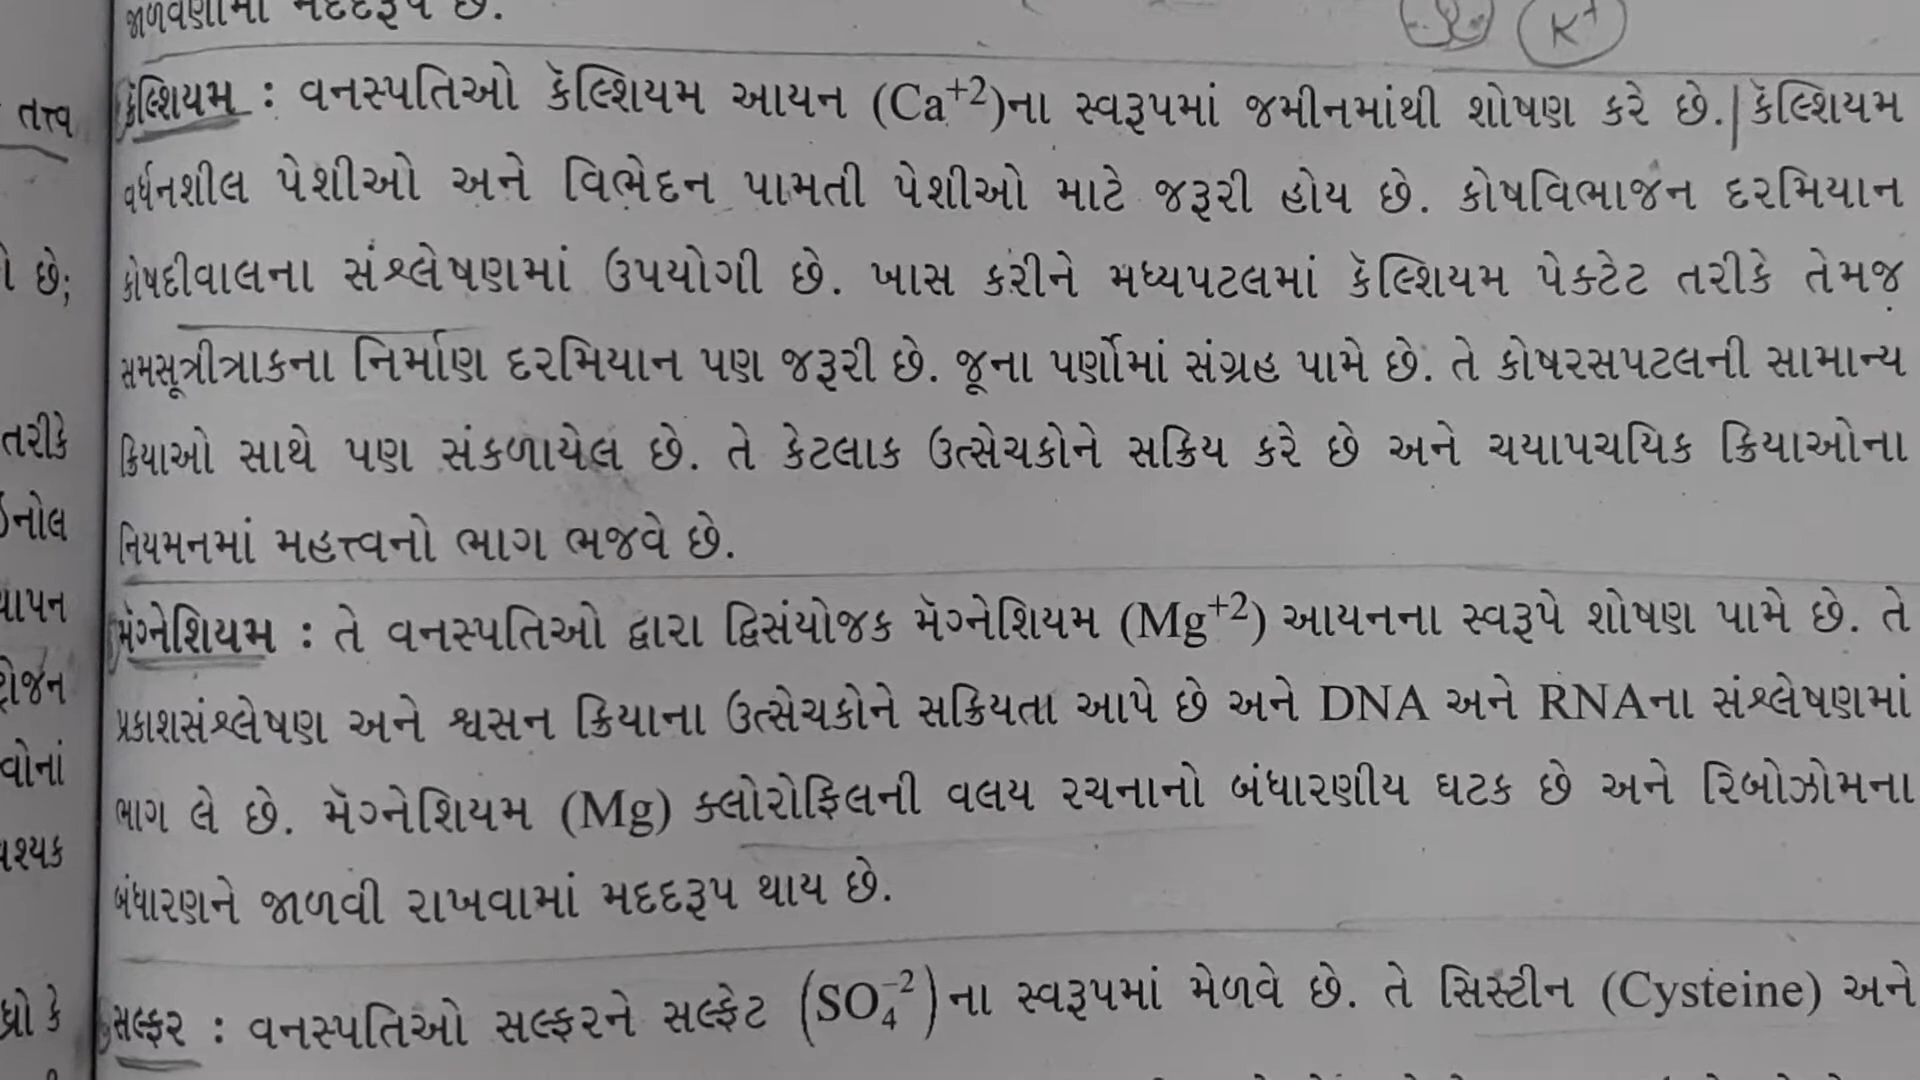 જાળવણીમાં મદદરૂપ છે.
K+
તત્ત્વ
કૅલ્શિયમ : વનસ્પતિઓ કૅલ્શિયમ આયન (Ca+2)ના સ્વરૂપમાં જમીનમાંથી શોષણ કરે છે. કૅલ્શિયમ
વર્ધનશીલ પેશીઓ અને વિભેદન પામતી પેશીઓ માટે જરૂરી હોય છે. કોષવિભાજન દરમિયાન
છે;
કોષદીવાલના સંશ્લેષણમાં ઉપયોગી છે. ખાસ કરીને મધ્યપટલમાં કૅલ્શિયમ પેક્ટેટ તરીકે તેમજ
સમસૂત્રીત્રાકના નિર્માણ દરમિયાન પણ જરૂરી છે. જૂના પર્ણોમાં સંગ્રહ પામે છે. તે કોષરસપટલની સામાન્ય
તરીકે
ક્રિયાઓ સાથે પણ સંકળાયેલ છે. તે કેટલાક ઉત્સેચકોને સક્રિય કરે છે અને ચયાપચયિક ક્રિયાઓના
નિયમનમાં મહત્ત્વનો ભાગ ભજવે છે.
મૅગ્નેશિયમ : તે વનસ્પતિઓ દ્વારા દ્વિસંયોજક મૅગ્નેશિયમ (Mg+2) આયનના સ્વરૂપે શોષણ પામે છે. તે
પ્રકાશસંશ્લેષણ અને શ્વસન ક્રિયાના ઉત્સેચકોને સક્રિયતા આપે છે અને DNA અને RNAના સંશ્લેષણમાં
ભાગ લે છે. મૅગ્નેશિયમ (Mg) ક્લોરોફિલની વલય રચનાનો બંધારણીય ઘટક છે અને રિબોઝોમના
બંધારણને જાળવી રાખવામાં મદદરૂપ થાય છે.
સલ્ફર : વનસ્પતિઓ સલ્ફરને સલ્ફેટ (SO4-2)ના સ્વરૂપમાં મેળવે છે. તે સિસ્ટીન (Cysteine) અને